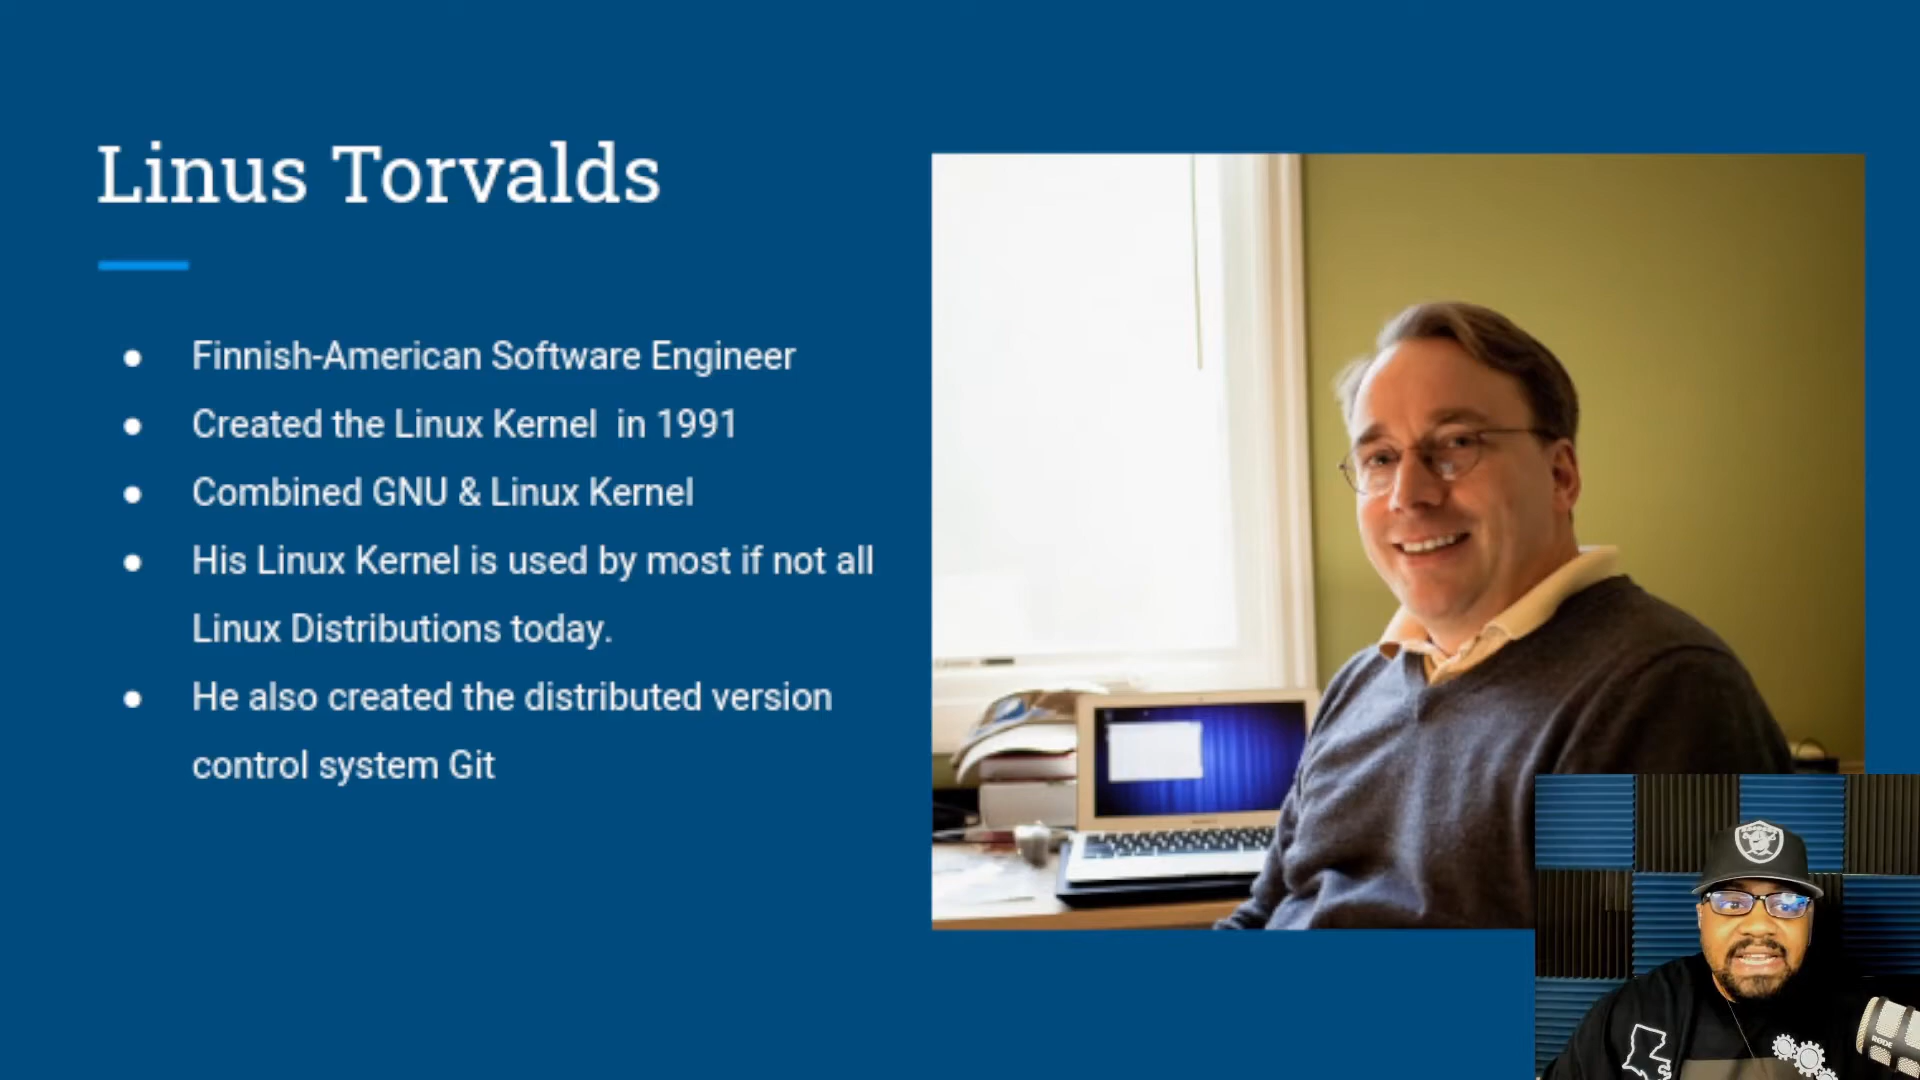 Linus Torvalds
● Finnish-American Software Engineer
● Created the Linux Kernel  in 1991
● Combined GNU & Linux Kernel
● His Linux Kernel is used by most if not all
Linux Distributions today.
● He also created the distributed version
control system Git
RØDE